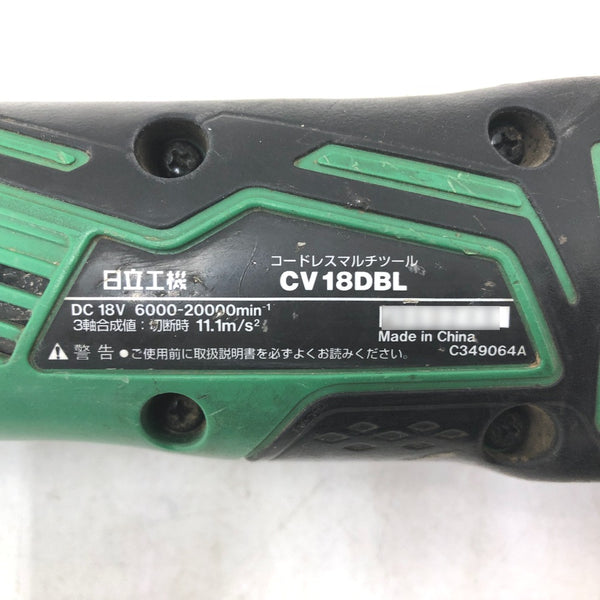 コードレスマルチツール
日立工機 CV18DBL
DC 18V 6000-20000min⁻¹
3軸合成値：切断時 11.1m/s²
Made in China
⚠ 警告 ●ご使用前に取扱説明書を必ずよくお読みください。
C349064A